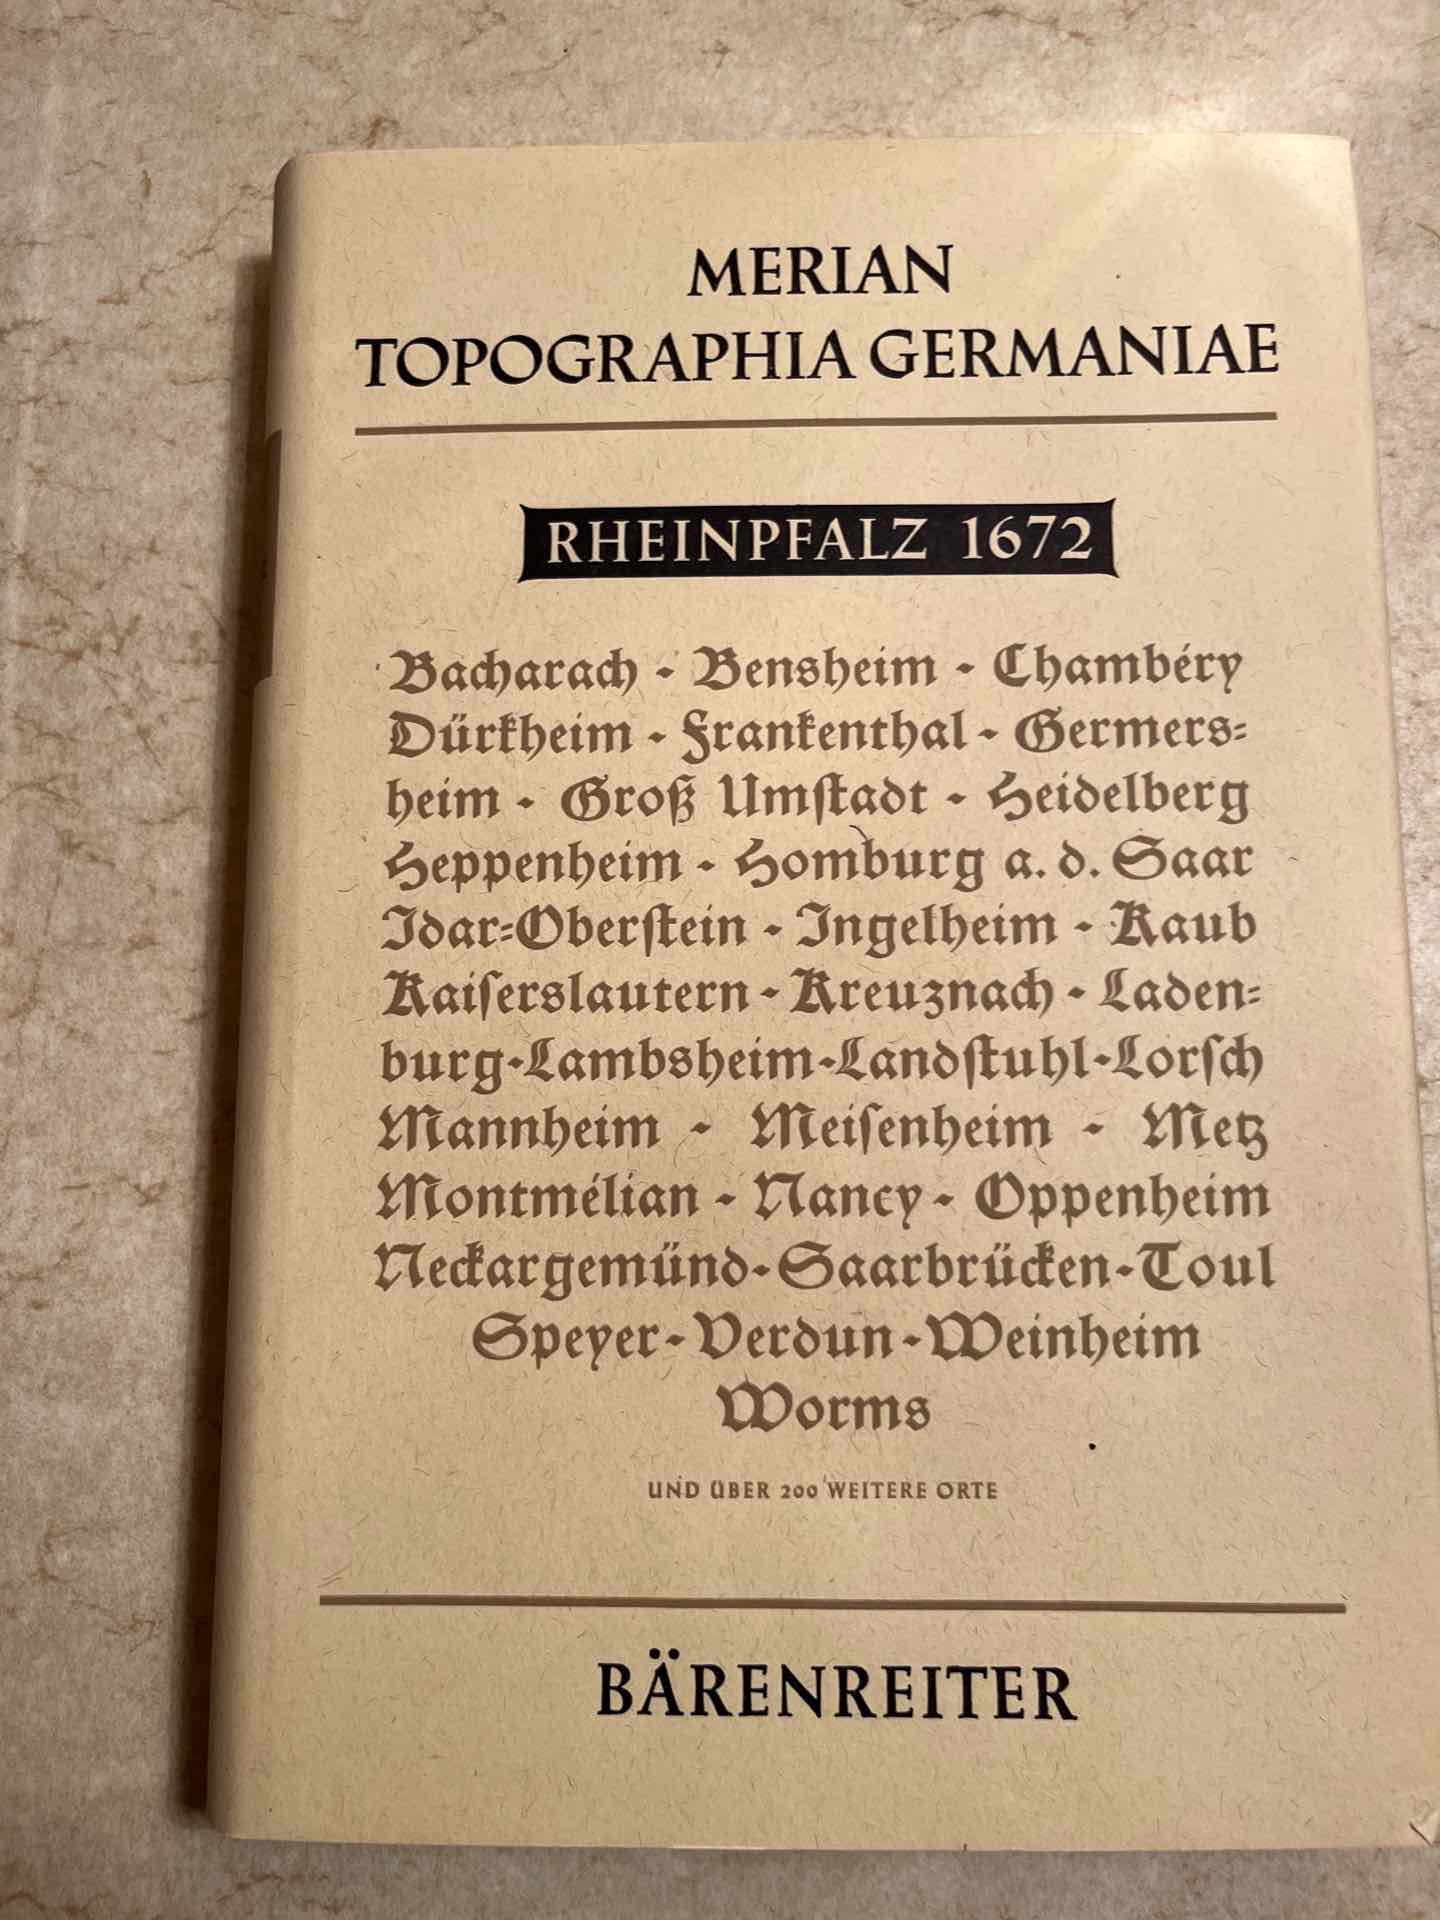 MERIAN
TOPOGRAPHIA GERMANIAE
RHEINPFALZ 1672
Bacharach - Bensheim - Chambéry
Dürkheim - Frankenthal - Germers=
heim - Groß Umſtadt - Heidelberg
Heppenheim - Homburg a. d. Saar
Idar=Oberſtein - Ingelheim - Kaub
Kaiſerslautern - Kreuznach - Laden=
burg-Lambsheim-Landſtuhl-Lorſch
Mannheim - Meiſenheim - Metz
Montmélian - Nancy - Oppenheim
Neckargemünd-Saarbrücken-Toul
Speyer-Verdun-Weinheim
Worms
UND ÜBER 200 WEITERE ORTE
BÄRENREITER